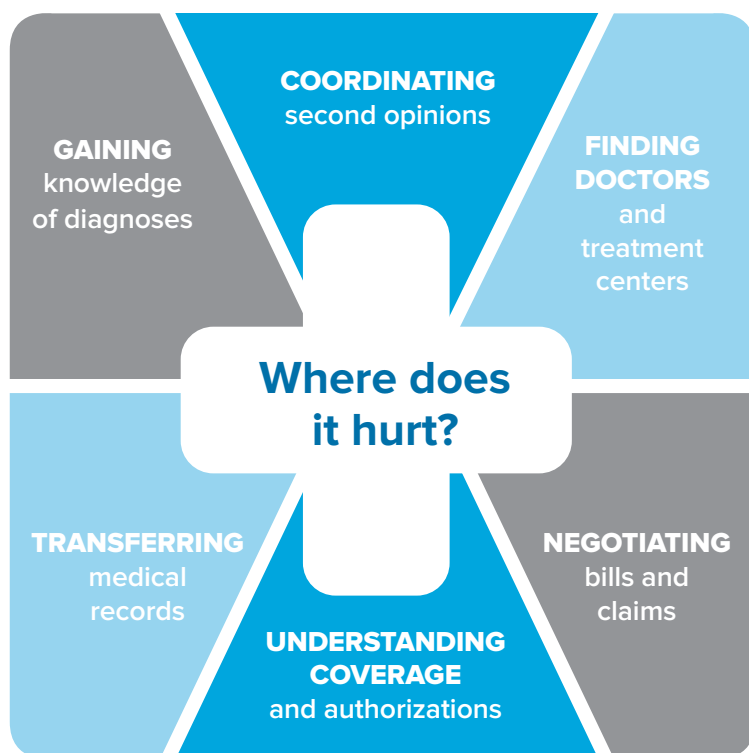 COORDINATING
second opinions
GAINING
knowledge
of diagnoses
FINDING
DOCTORS
and
treatment
centers
Where does
it hurt?
TRANSFERRING
medical
records
NEGOTIATING
bills and
claims
UNDERSTANDING
COVERAGE
and authorizations